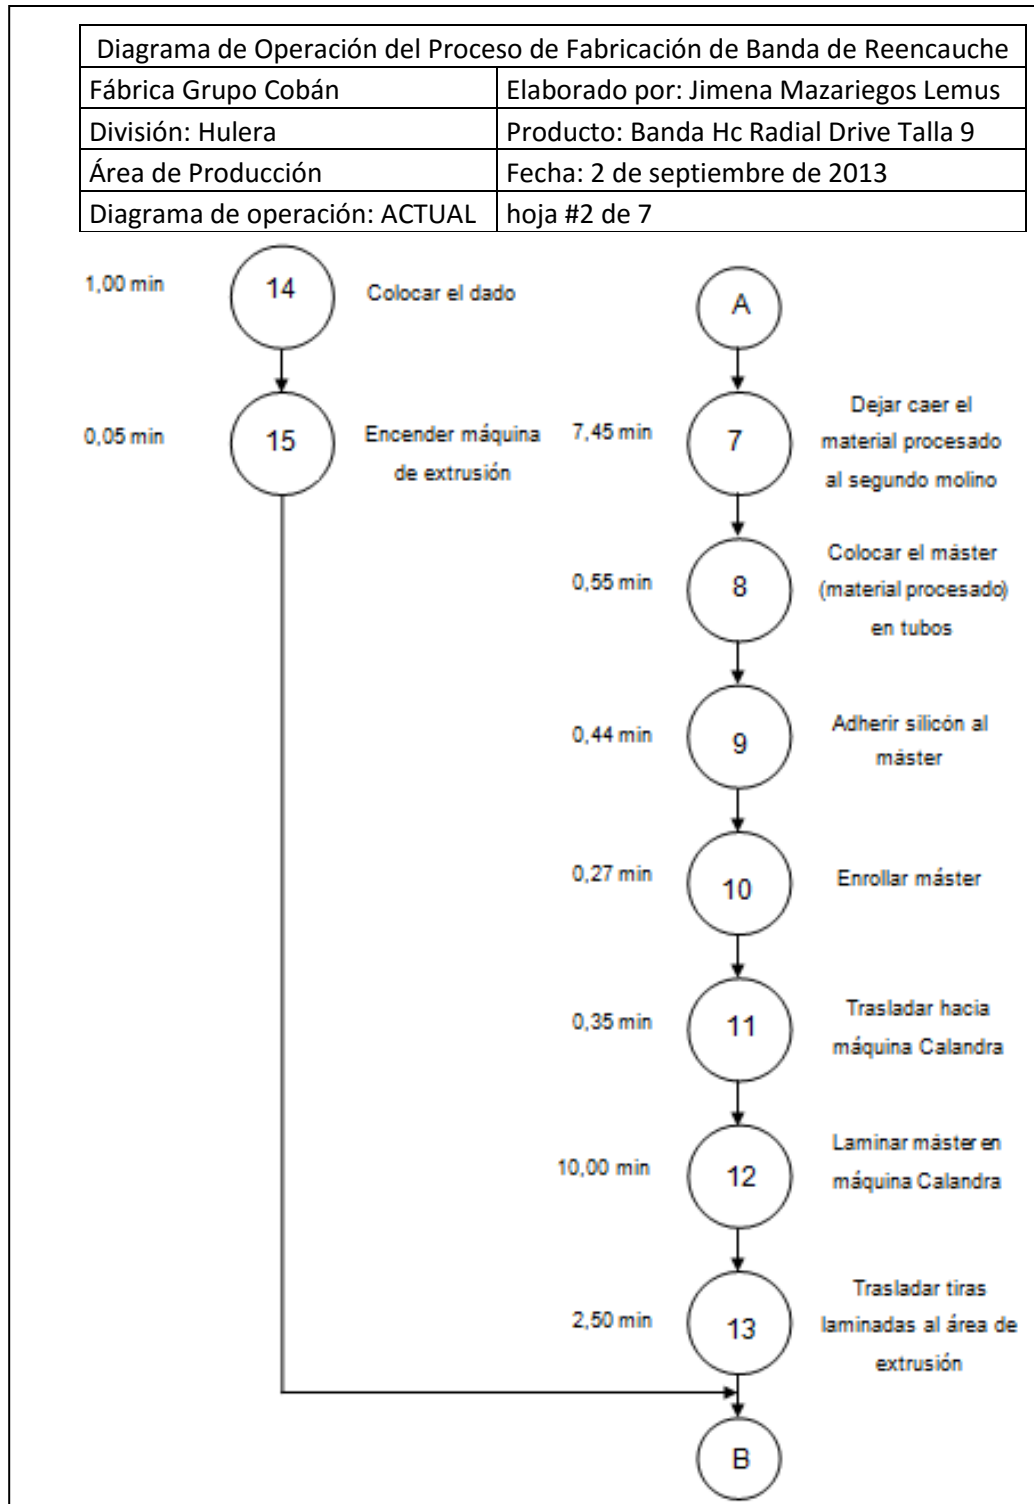 Diagrama de Operación del Proceso de Fabricación de Banda de Reencauche
Fábrica Grupo Cobán
Elaborado por: Jimena Mazariegos Lemus
División: Hulera
Producto: Banda Hc Radial Drive Talla 9
Área de Producción
Fecha: 2 de septiembre de 2013
Diagrama de operación: ACTUAL
hoja #2 de 7
1,00 min
14
Colocar el dado
0,05 min
15
Encender máquina
de extrusión
A
7,45 min
7
Dejar caer el
material procesado
al segundo molino
0,55 min
8
Colocar el máster
(material procesado)
en tubos
0,44 min
9
Adherir silicón al
máster
0,27 min
10
Enrollar máster
0,35 min
11
Trasladar hacia
máquina Calandra
10,00 min
12
Laminar máster en
máquina Calandra
2,50 min
13
Trasladar tiras
laminadas al área de
extrusión
B